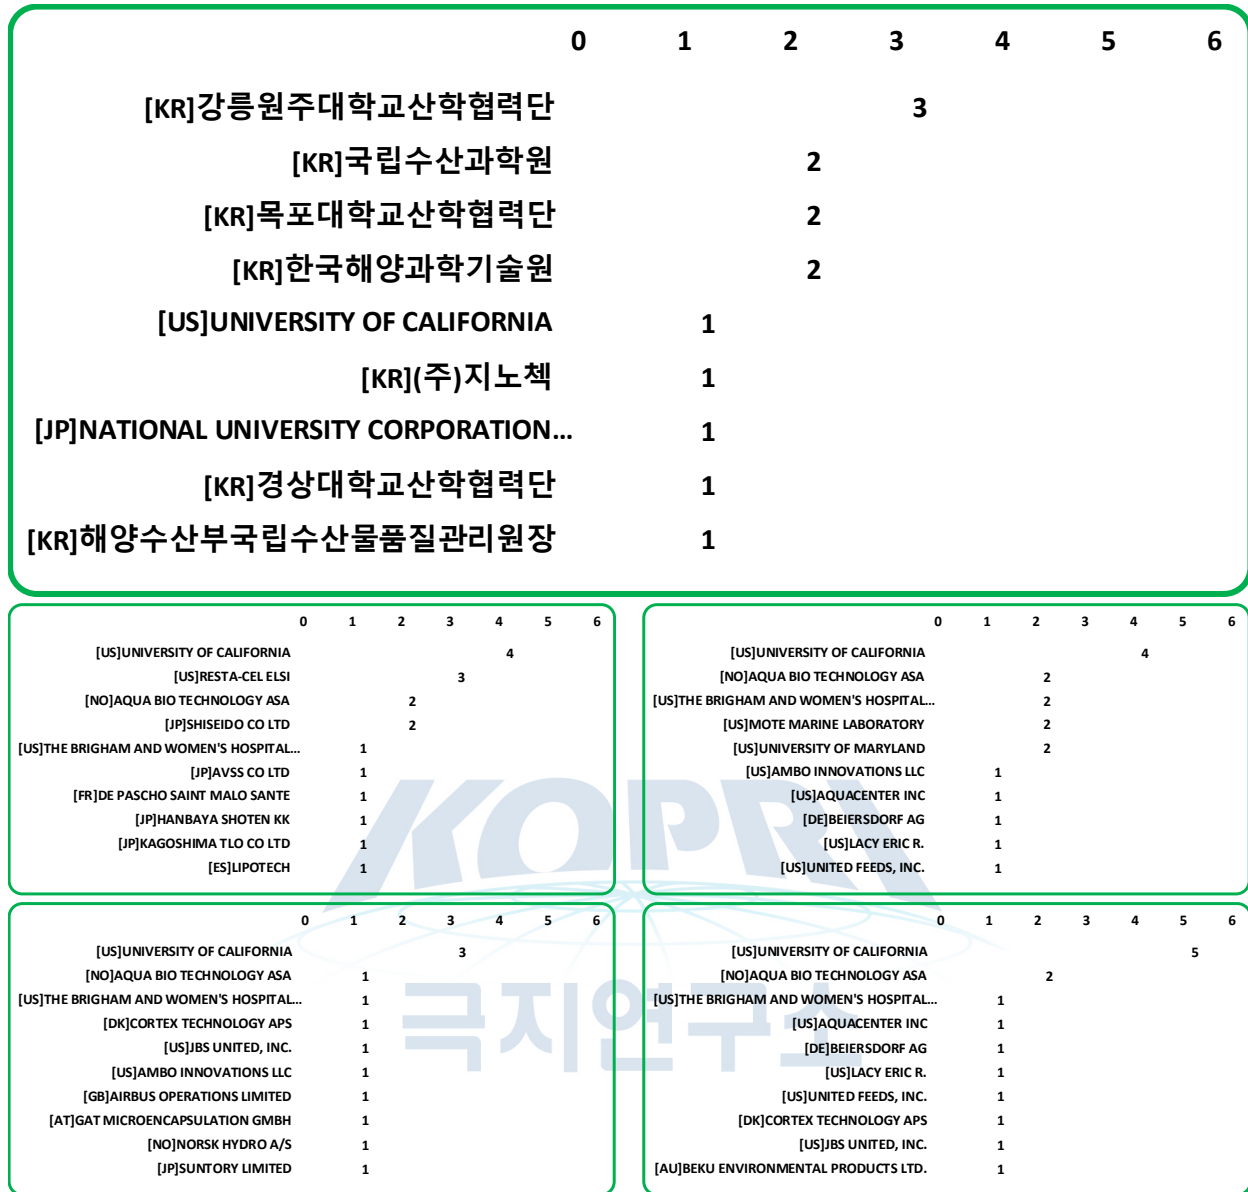 0 1 2 3 4 5 6
[KR]강릉원주대학교산학협력단 3
[KR]국립수산과학원 2
[KR]목포대학교산학협력단 2
[KR]한국해양과학기술원 2
[US]UNIVERSITY OF CALIFORNIA 1
[KR](주)지노첵 1
[JP]NATIONAL UNIVERSITY CORPORATION... 1
[KR]경상대학교산학협력단 1
[KR]해양수산부국립수산물품질관리원장 1
0 1 2 3 4 5 6
[US]UNIVERSITY OF CALIFORNIA 4
[US]RESTA-CEL ELSI 3
[NO]AQUA BIO TECHNOLOGY ASA 2
[JP]SHISEIDO CO LTD 2
[US]THE BRIGHAM AND WOMEN'S HOSPITAL... 1
[JP]AVSS CO LTD 1
[FR]DE PASCHO SAINT MALO SANTE 1
[JP]HANBAYA SHOTEN KK 1
[JP]KAGOSHIMA TLO CO LTD 1
[ES]LIPOTECH 1
0 1 2 3 4 5 6
[US]UNIVERSITY OF CALIFORNIA 4
[NO]AQUA BIO TECHNOLOGY ASA 2
[US]THE BRIGHAM AND WOMEN'S HOSPITAL... 2
[US]MOTE MARINE LABORATORY 2
[US]UNIVERSITY OF MARYLAND 2
[US]AMBO INNOVATIONS LLC 1
[US]AQUACENTER INC 1
[DE]BEIERSDORF AG 1
[US]LACY ERIC R. 1
[US]UNITED FEEDS, INC. 1
0 1 2 3 4 5 6
[US]UNIVERSITY OF CALIFORNIA 3
[NO]AQUA BIO TECHNOLOGY ASA 1
[US]THE BRIGHAM AND WOMEN'S HOSPITAL... 1
[DK]CORTEX TECHNOLOGY APS 1
[US]JBS UNITED, INC. 1
[US]AMBO INNOVATIONS LLC 1
[GB]AIRBUS OPERATIONS LIMITED 1
[AT]GAT MICROENCAPSULATION GMBH 1
[NO]NORSK HYDRO A/S 1
[JP]SUNTORY LIMITED 1
0 1 2 3 4 5 6
[US]UNIVERSITY OF CALIFORNIA 5
[NO]AQUA BIO TECHNOLOGY ASA 2
[US]THE BRIGHAM AND WOMEN'S HOSPITAL... 1
[US]AQUACENTER INC 1
[DE]BEIERSDORF AG 1
[US]LACY ERIC R. 1
[US]UNITED FEEDS, INC. 1
[DK]CORTEX TECHNOLOGY APS 1
[US]JBS UNITED, INC. 1
[AU]BEKU ENVIRONMENTAL PRODUCTS LTD. 1
KOPRI
극지연구소